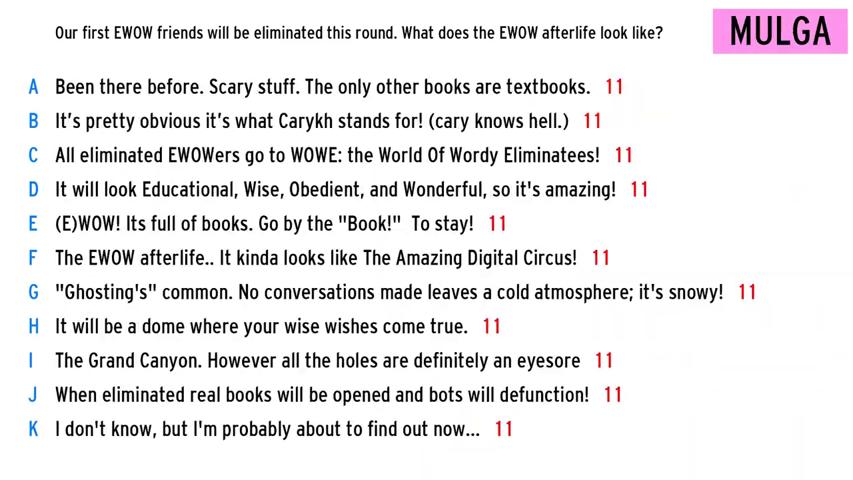 Our first EWOW friends will be eliminated this round. What does the EWOW afterlife look like?
MULGA
A Been there before. Scary stuff. The only other books are textbooks. 11
B It's pretty obvious it's what Carykh stands for! (cary knows hell.) 11
C All eliminated EWOWers go to WOWE: the World Of Wordy Eliminatees! 11
D It will look Educational, Wise, Obedient, and Wonderful, so it's amazing! 11
E (E)WOW! Its full of books. Go by the "Book!" To stay! 11
F The EWOW afterlife.. It kinda looks like The Amazing Digital Circus! 11
G "Ghosting's" common. No conversations made leaves a cold atmosphere; it's snowy! 11
H It will be a dome where your wise wishes come true. 11
I The Grand Canyon. However all the holes are definitely an eyesore 11
J When eliminated real books will be opened and bots will defunction! 11
K I don't know, but I'm probably about to find out now... 11